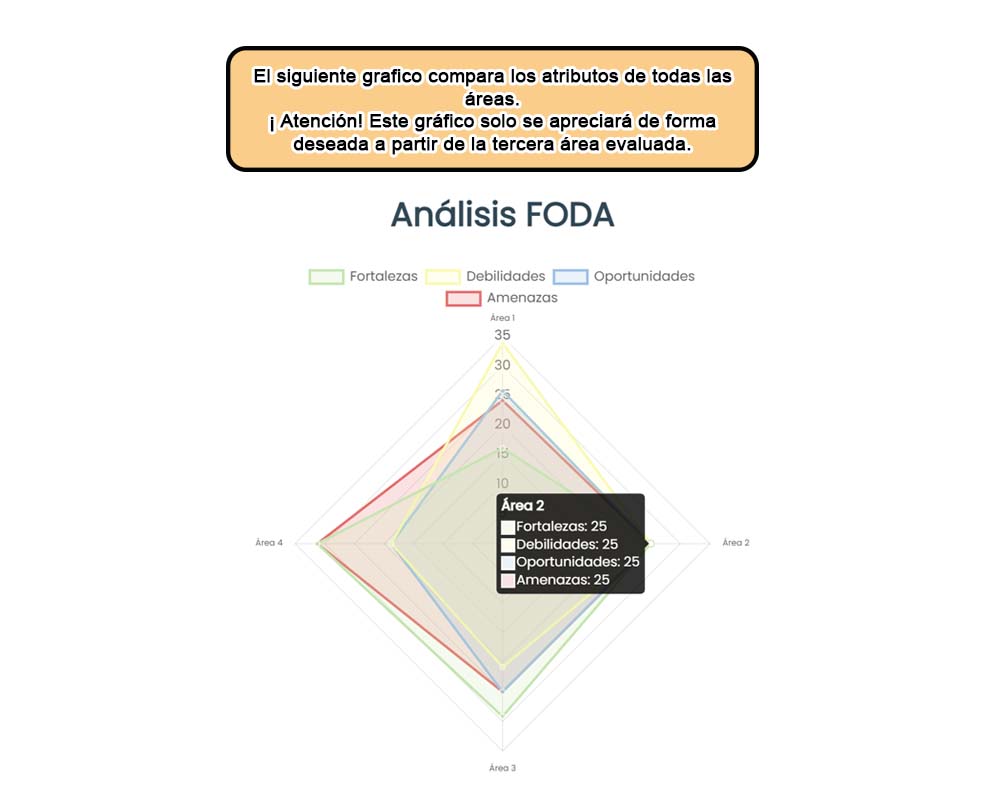 El siguiente grafico compara los atributos de todas las
áreas.
¡ Atención! Este gráfico solo se apreciará de forma
deseada a partir de la tercera área evaluada.
Análisis FODA
Fortalezas Debilidades Oportunidades
Amenazas
Área 1
35
30
25
20
15
10
Área 2
Fortalezas: 25
Debilidades: 25
Oportunidades: 25
Amenazas: 25
Área 4
Área 2
Área 3